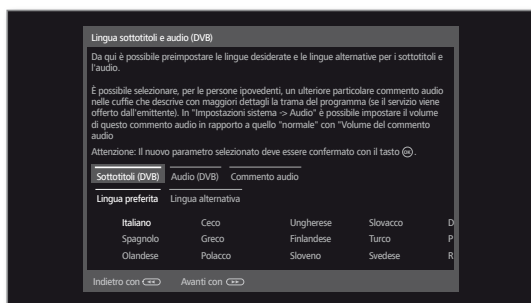 Lingua sottotitoli e audio (DVB)
Da qui è possibile preimpostare le lingue desiderate e le lingue alternative per i sottotitoli e
l'audio.
È possibile selezionare, per le persone ipovedenti, un ulteriore particolare commento audio
nelle cuffie che descrive con maggiori dettagli la trama del programma (se il servizio viene
offerto dall'emittente). In "Impostazioni sistema -> Audio" è possibile impostare il volume
di questo commento audio in rapporto a quello "normale" con "Volume del commento
audio
Attenzione: Il nuovo parametro selezionato deve essere confermato con il tasto OK.
Sottotitoli (DVB) Audio (DVB) Commento audio
Lingua preferita Lingua alternativa
Italiano Ceco Ungherese Slovacco D
Spagnolo Greco Finlandese Turco P
Olandese Polacco Sloveno Svedese R
Indietro con Avanti con